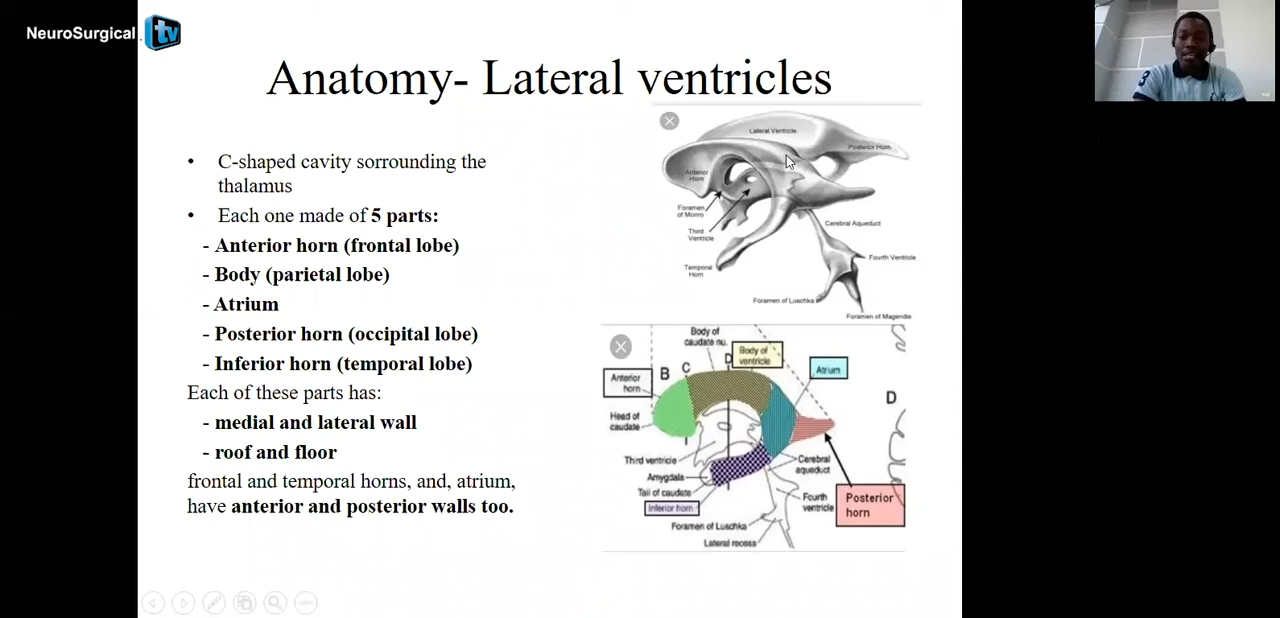 NeuroSurgical tv
Anatomy- Lateral ventricles
• C-shaped cavity sorrounding the
thalamus
• Each one made of 5 parts:
- Anterior horn (frontal lobe)
- Body (parietal lobe)
- Atrium
- Posterior horn (occipital lobe)
- Inferior horn (temporal lobe)
Each of these parts has:
- medial and lateral wall
- roof and floor
frontal and temporal horns, and, atrium,
have anterior and posterior walls too.
Lateral Ventricle
Posterior Horn
Anterior
Horn
Foramen
of Monro
Third
Ventricle
Cerebral Aqueduct
Temporal
Horn
Fourth Ventricle
Foramen of Luschka
Foramen of Magendie
Body of
caudate nu.
Body of
ventricle
D
B
C
Atrium
Anterior
horn
D
Head of
caudate
Third ventricle
Cerebral
aqueduct
Amygdala
Tail of caudate
Inferior horn
Fourth
ventricle
Posterior
horn
Foramen of Luschka
Lateral recess